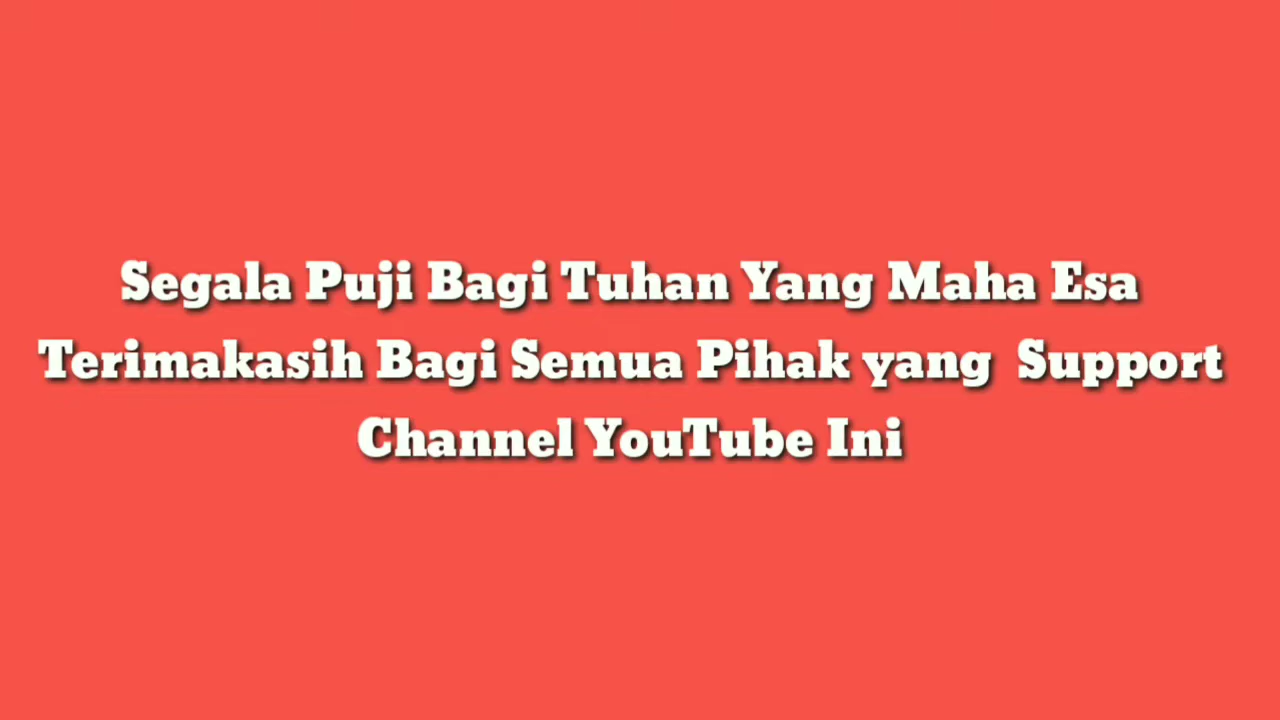 Segala Puji Bagi Tuhan Yang Maha Esa
Terimakasih Bagi Semua Pihak yang  Support
Channel YouTube Ini